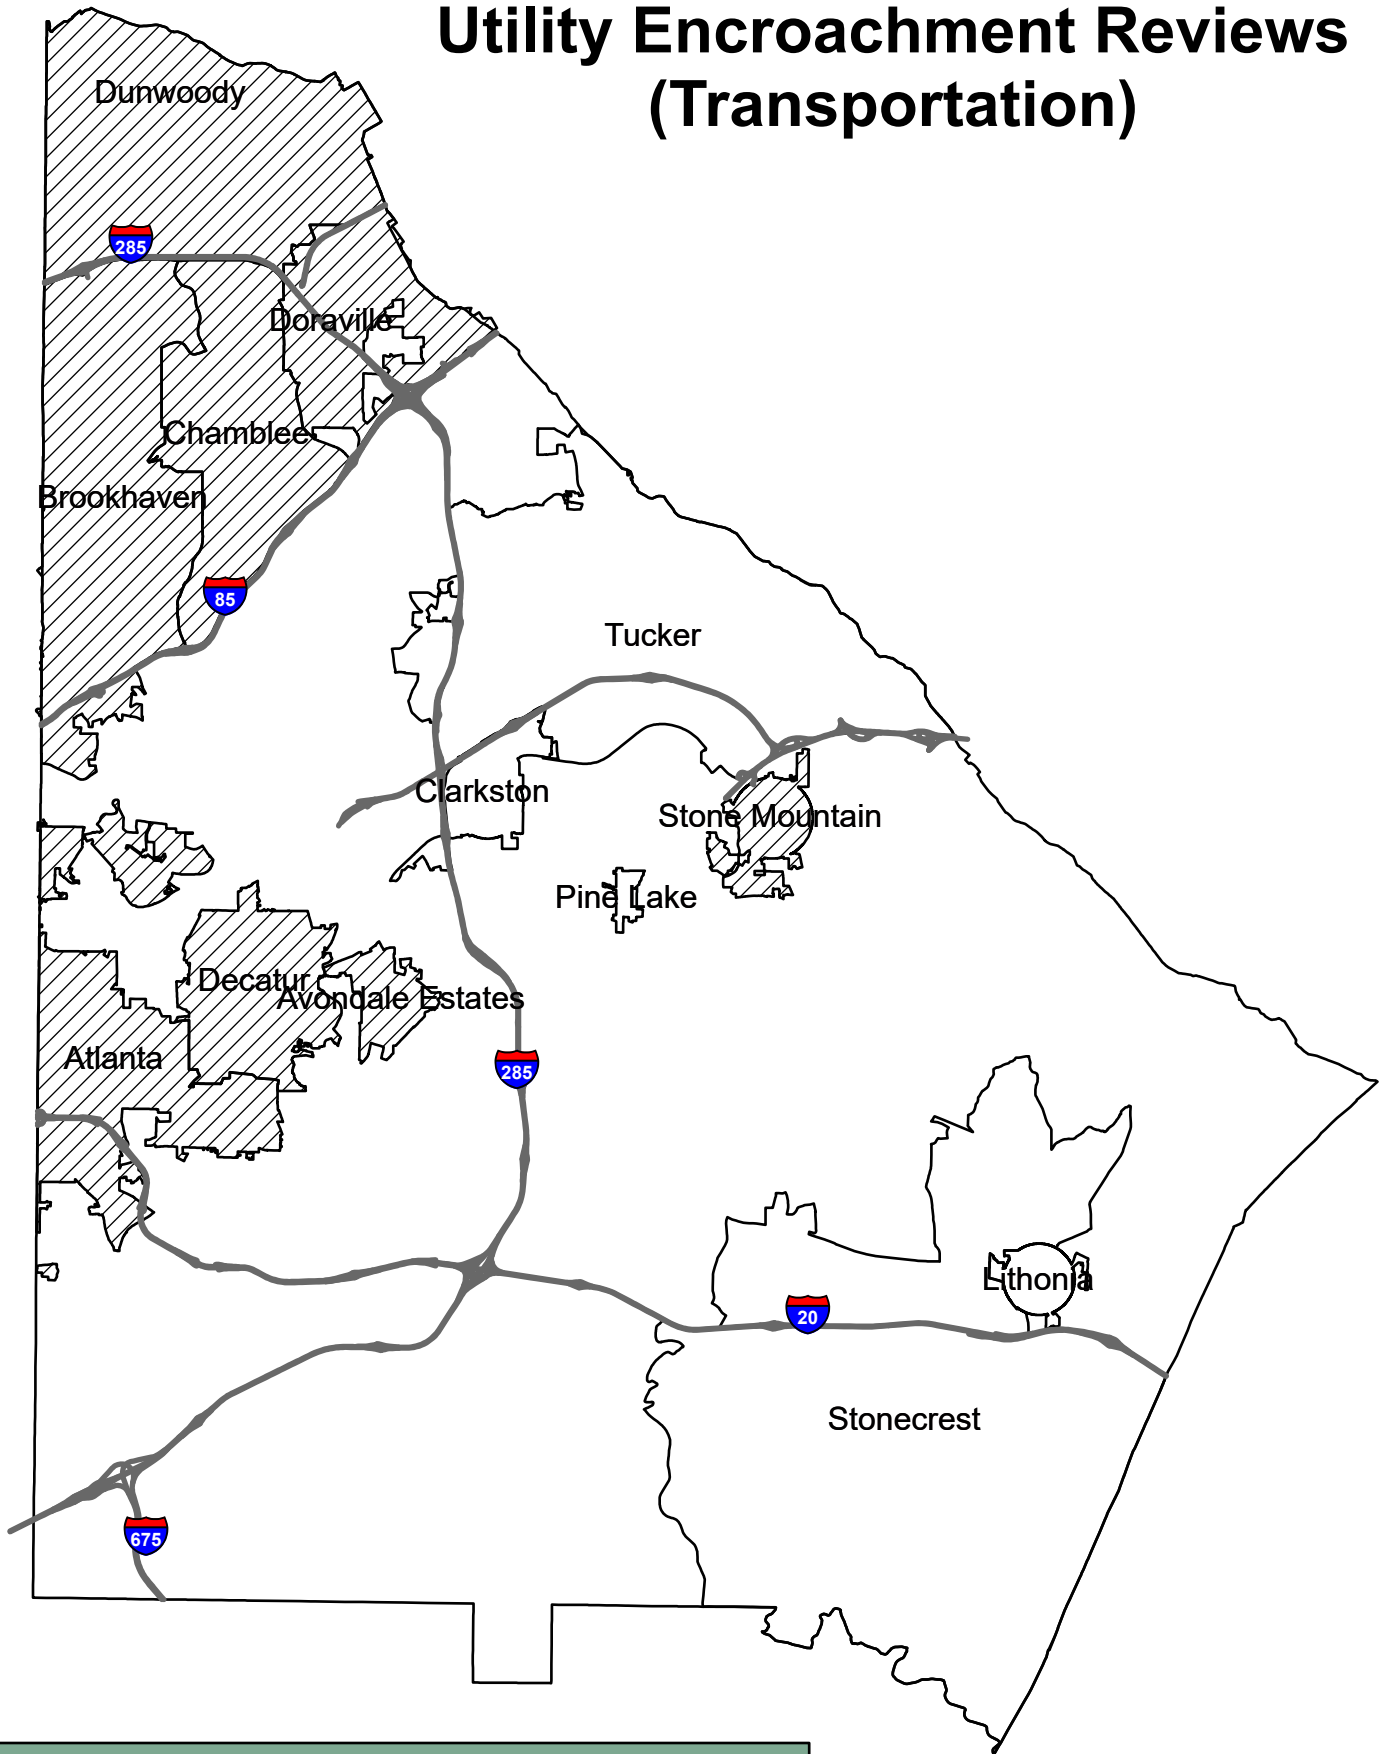 Utility Encroachment Reviews
(Transportation)
Dunwoody
285
Doraville
Chamblee
Brookhaven
85
Tucker
Clarkston
Stone Mountain
Pine Lake
Decatur
Avondale Estates
Atlanta
285
Lithonia
20
Stonecrest
675